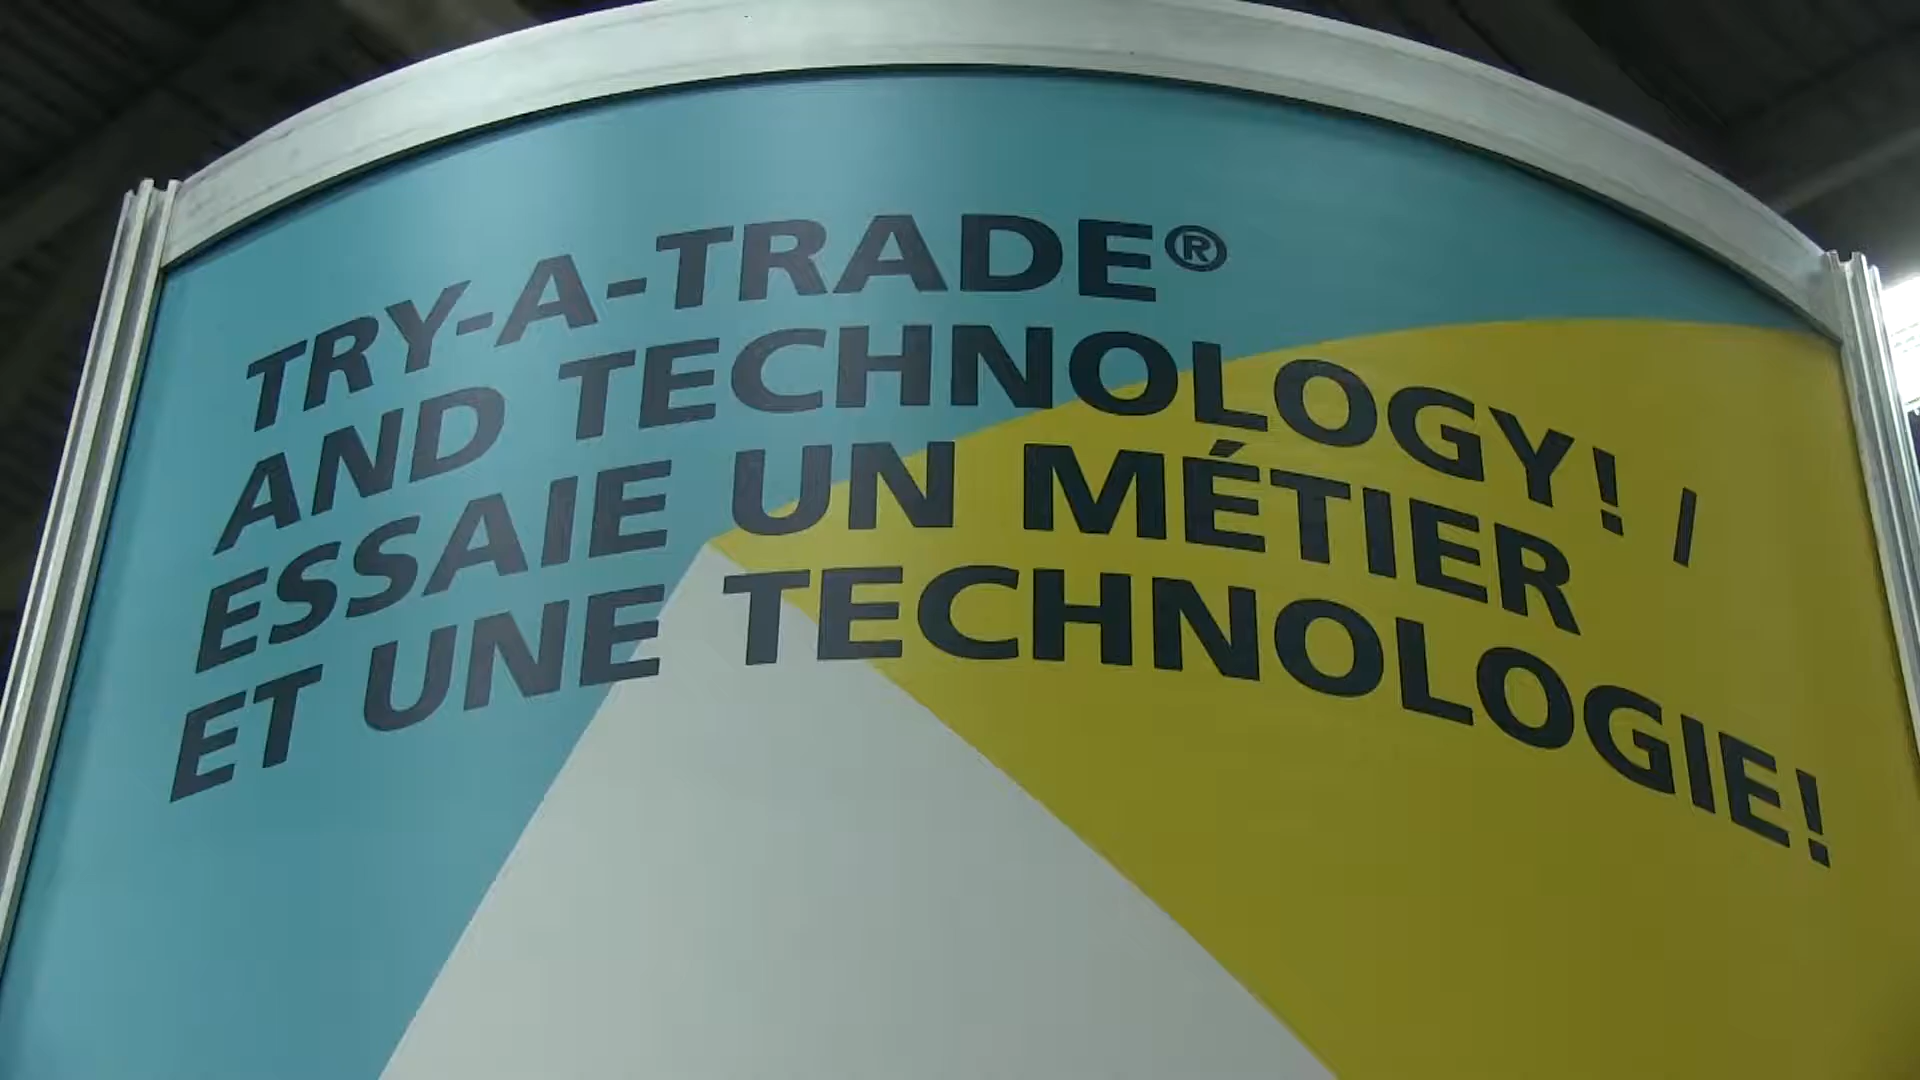 TRY-A-TRADE®
AND TECHNOLOGY! /
ESSAIE UN MÉTIER
ET UNE TECHNOLOGIE!